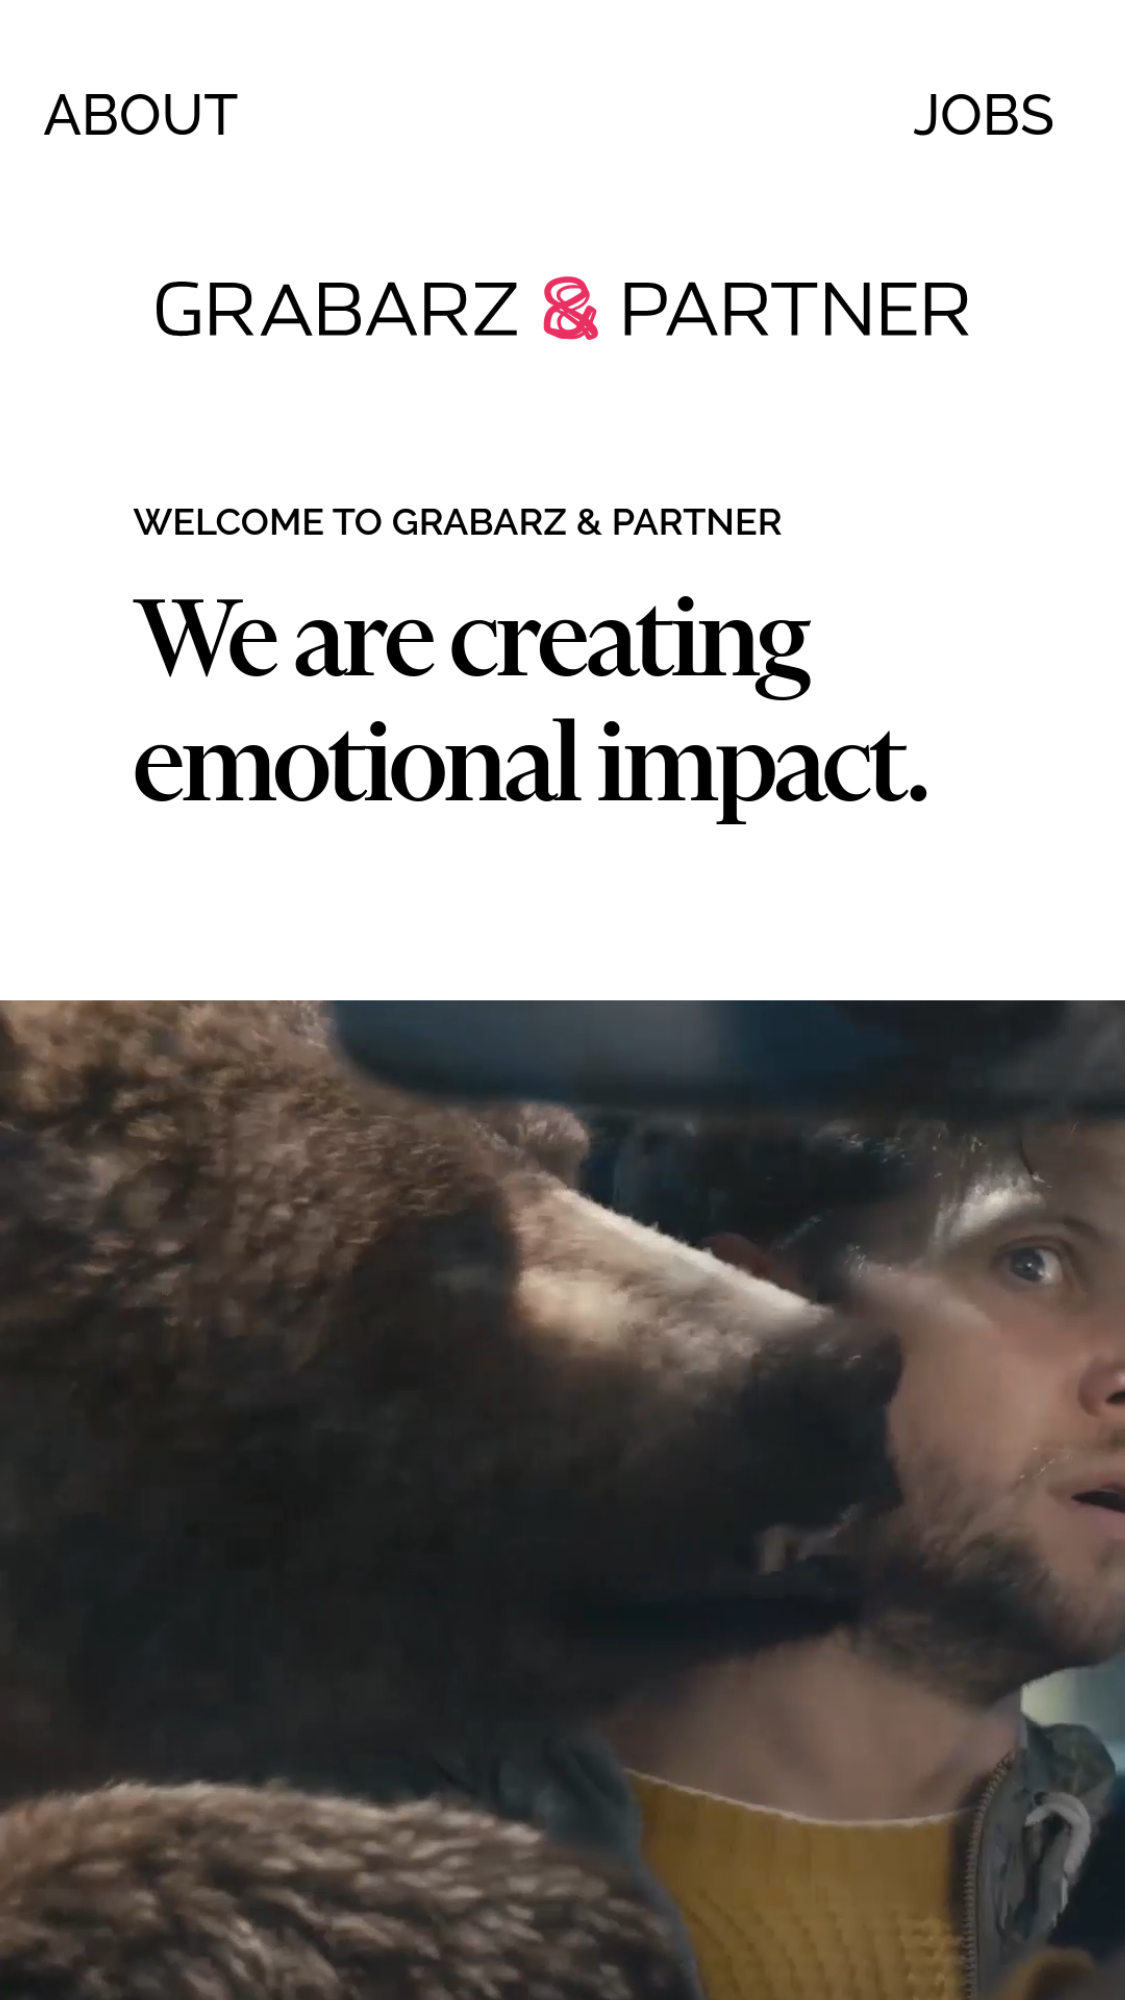 ABOUT JOBS
GRABARZ & PARTNER
WELCOME TO GRABARZ & PARTNER
We are creating
emotional impact.